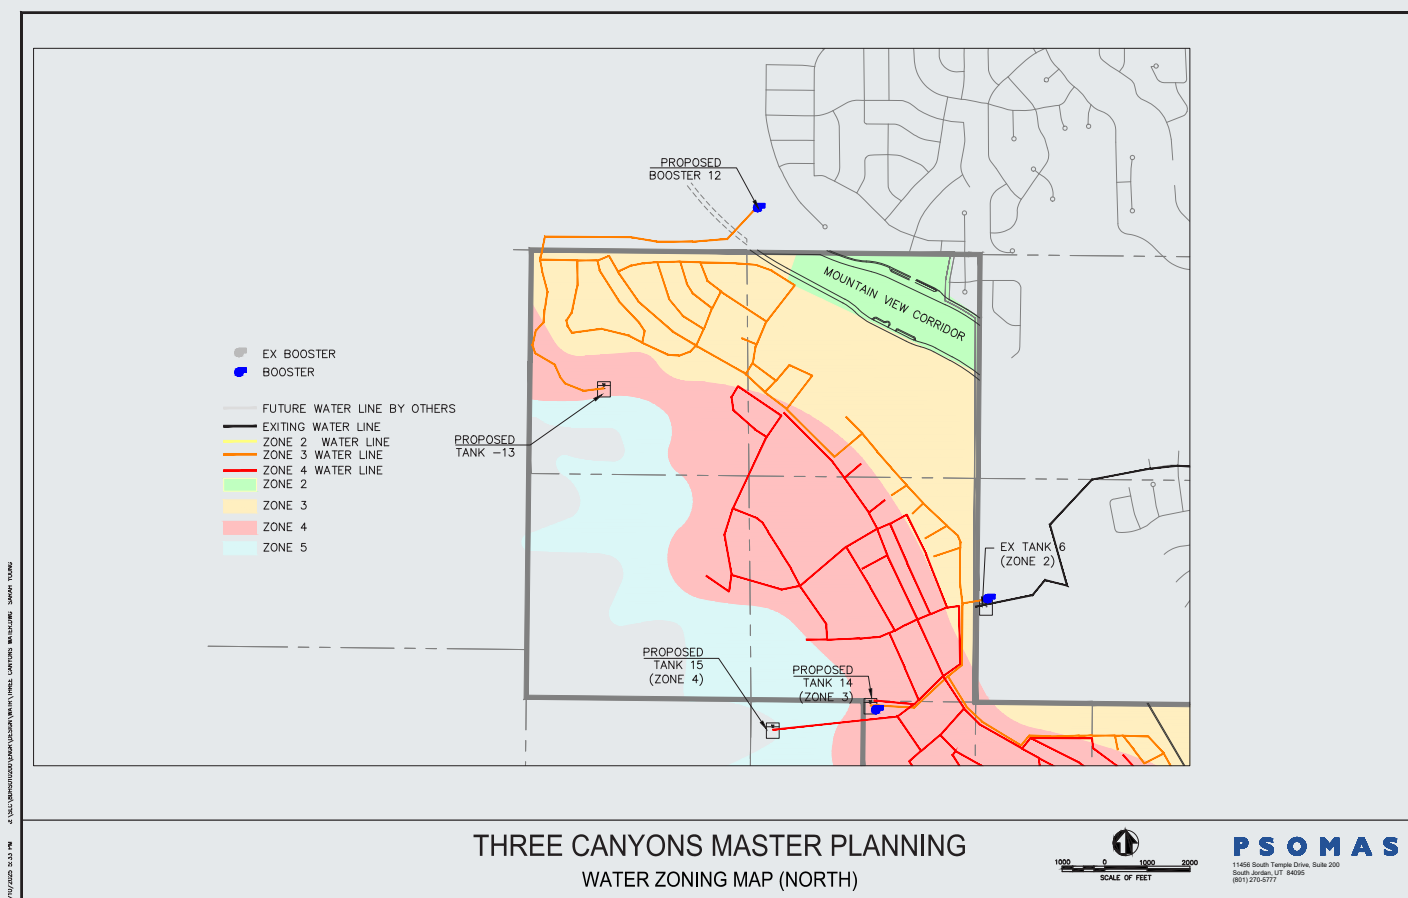 PROPOSED
BOOSTER 12
MOUNTAIN VIEW CORRIDOR
EX BOOSTER
BOOSTER
FUTURE WATER LINE BY OTHERS
EXITING WATER LINE
ZONE 2 WATER LINE
ZONE 3 WATER LINE
ZONE 4 WATER LINE
ZONE 2
ZONE 3
ZONE 4
ZONE 5
PROPOSED
TANK -13
EX TANK 6
(ZONE 2)
PROPOSED
TANK 15
(ZONE 4)
PROPOSED
TANK 14
(ZONE 3)
THREE CANYONS MASTER PLANNING
WATER ZONING MAP (NORTH)
1000 0 1000 2000
SCALE OF FEET
PSOMAS
11456 South Temple Drive, Suite 200
South Jordan, UT 84095
(801) 270-5777